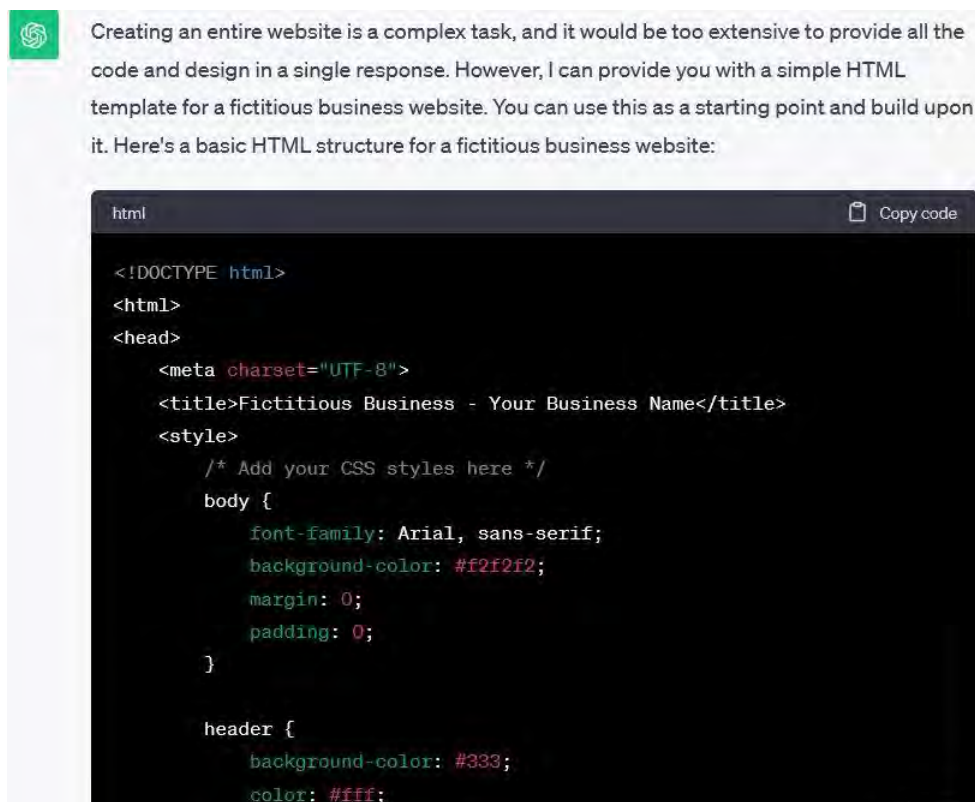 Creating an entire website is a complex task, and it would be too extensive to provide all the
code and design in a single response. However, I can provide you with a simple HTML
template for a fictitious business website. You can use this as a starting point and build upon
it. Here's a basic HTML structure for a fictitious business website:
html Copy code
<!DOCTYPE html>
<html>
<head>
    <meta charset="UTF-8">
    <title>Fictitious Business - Your Business Name</title>
    <style>
        /* Add your CSS styles here */
        body {
            font-family: Arial, sans-serif;
            background-color: #f2f2f2;
            margin: 0;
            padding: 0;
        }
        header {
            background-color: #333;
            color: #fff;